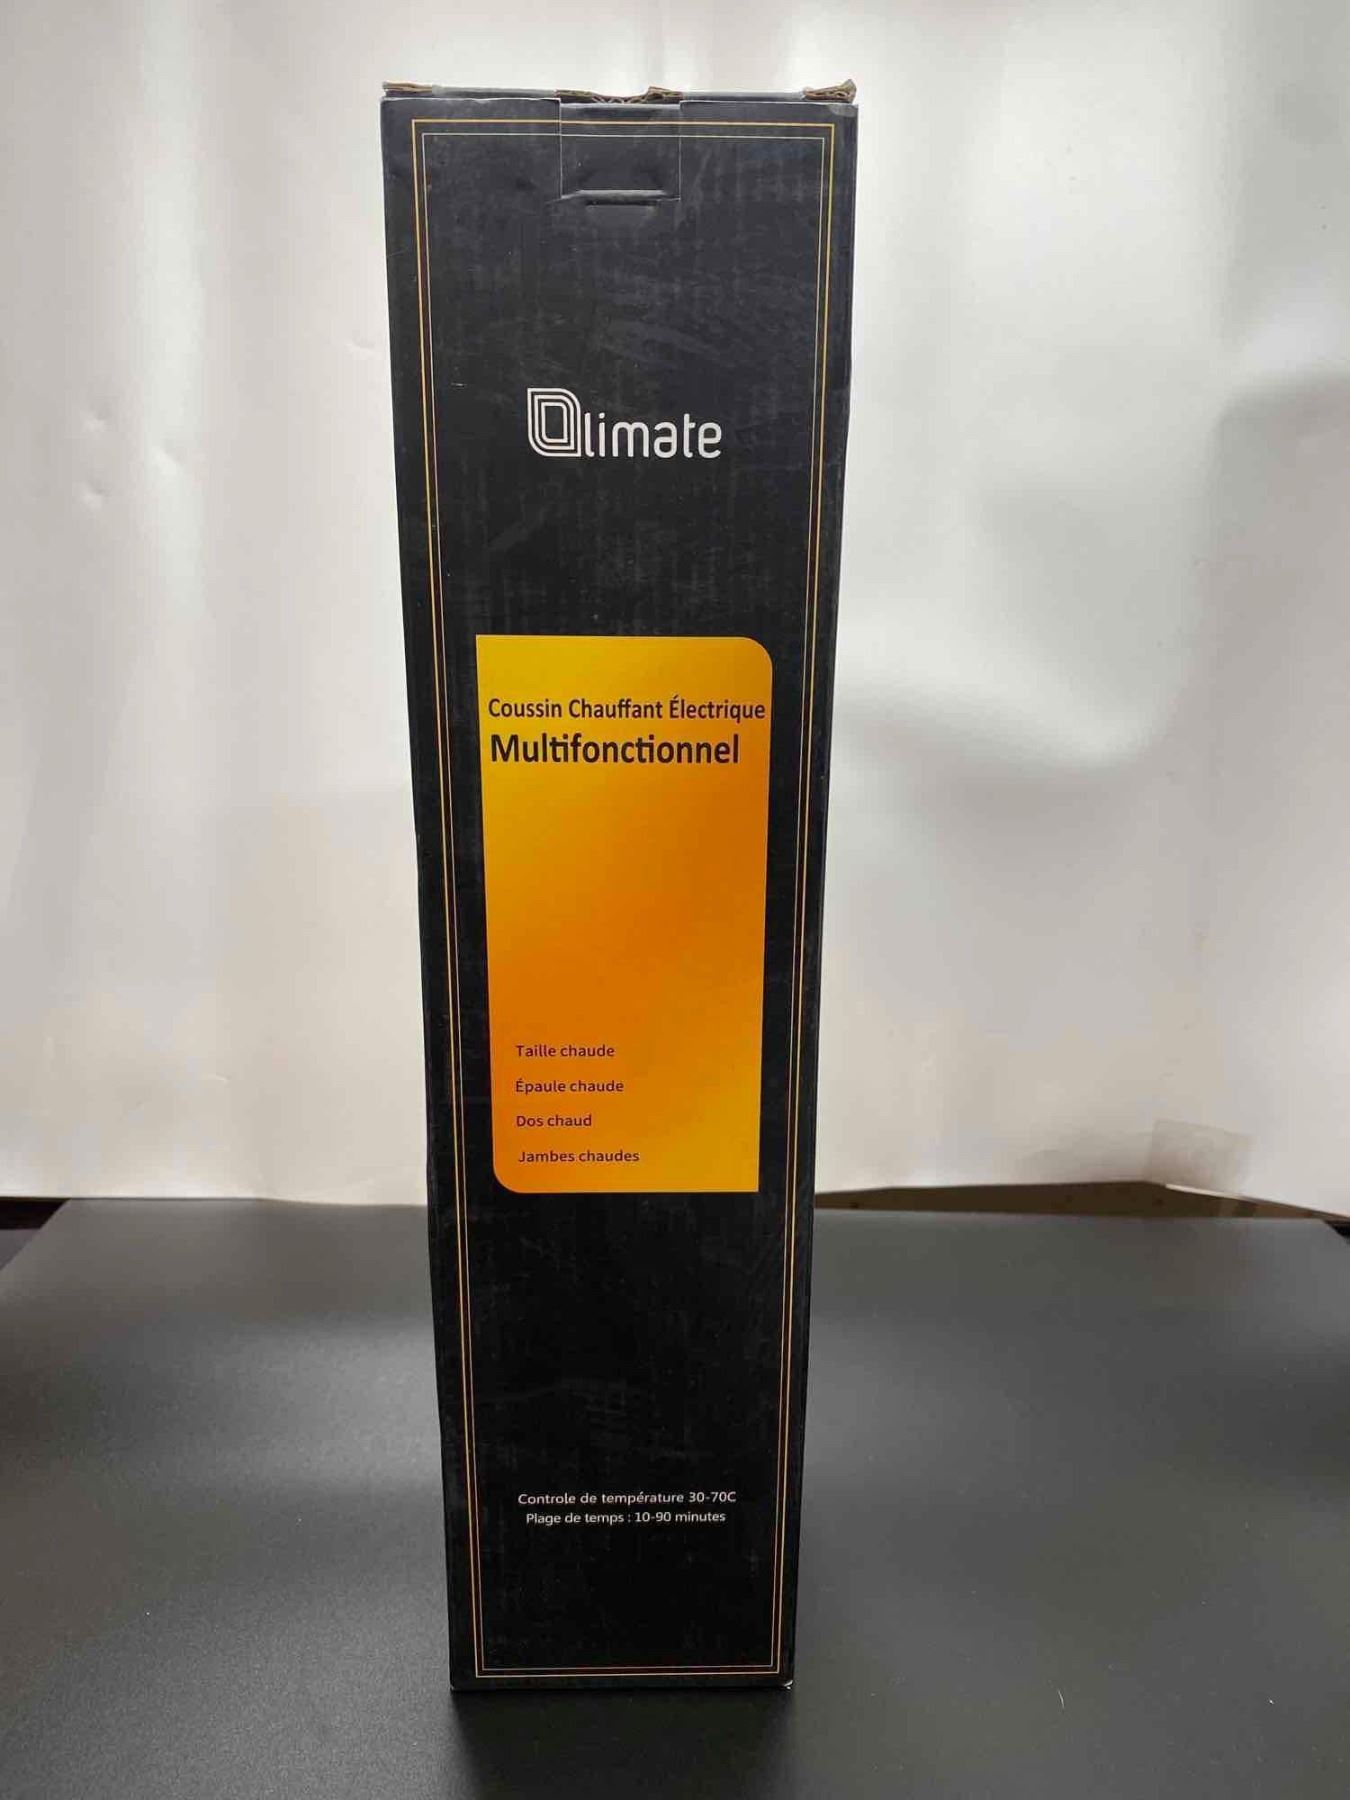 Olimate
Coussin Chauffant Électrique
Multifonctionnel
Taille chaude
Épaule chaude
Dos chaud
Jambes chaudes
Controle de température 30-70C
Plage de temps : 10-90 minutes